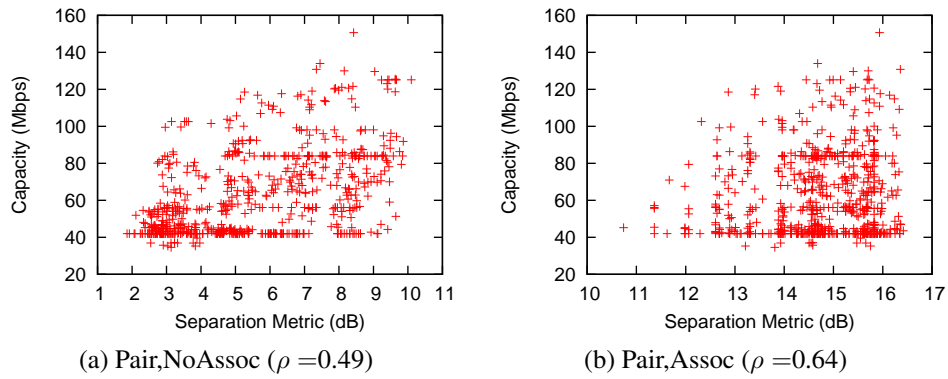 Capacity (Mbps)
160
140
120
100
80
60
40
20
1 2 3 4 5 6 7 8 9 10 11
Separation Metric (dB)
(a) Pair,NoAssoc (ρ =0.49)
Capacity (Mbps)
160
140
120
100
80
60
40
20
10 11 12 13 14 15 16 17
Separation Metric (dB)
(b) Pair,Assoc (ρ =0.64)